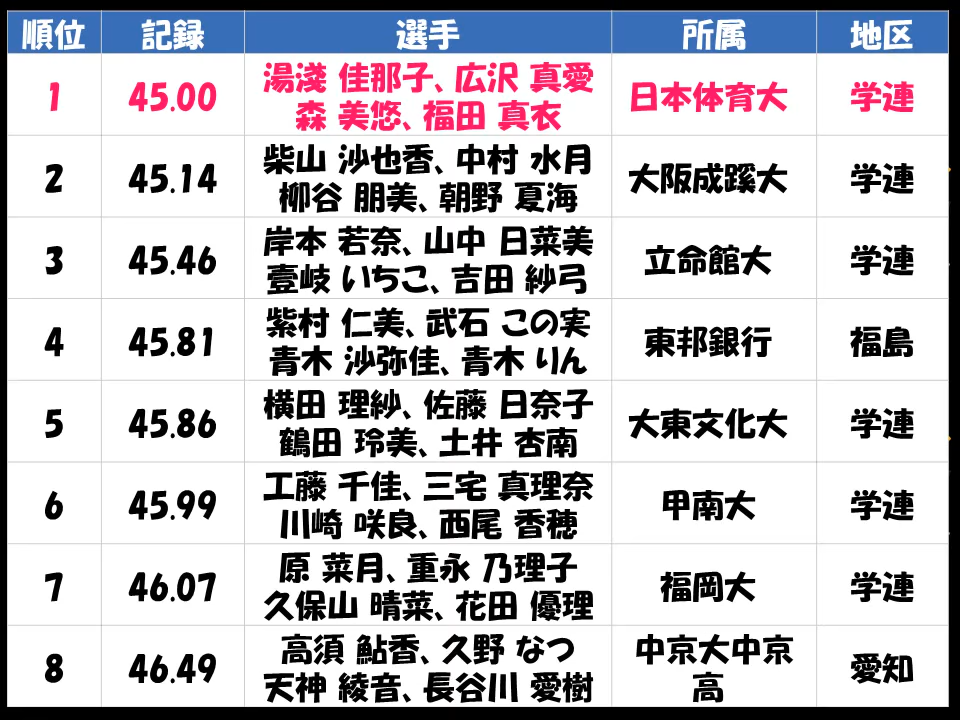 順位 記録 選手 所属 地区
1 45.00 湯淺 佳那子、広沢 真愛 日本体育大 学連
森 美悠、福田 真衣
2 45.14 柴山 沙也香、中村 水月 大阪成蹊大 学連
柳谷 朋美、朝野 夏海
3 45.46 岸本 若奈、山中 日菜美 立命館大 学連
壹岐 いちこ、吉田 紗弓
4 45.81 紫村 仁美、武石 この実 東邦銀行 福島
青木 沙弥佳、青木 りん
5 45.86 横田 理紗、佐藤 日奈子 大東文化大 学連
鶴田 玲美、土井 杏南
6 45.99 工藤 千佳、三宅 真理奈 甲南大 学連
川崎 咲良、西尾 香穂
7 46.07 原 菜月、重永 乃理子 福岡大 学連
久保山 晴菜、花田 優理
8 46.49 高須 鮎香、久野 なつ 中京大中京 愛知
天神 綾音、長谷川 愛樹 高